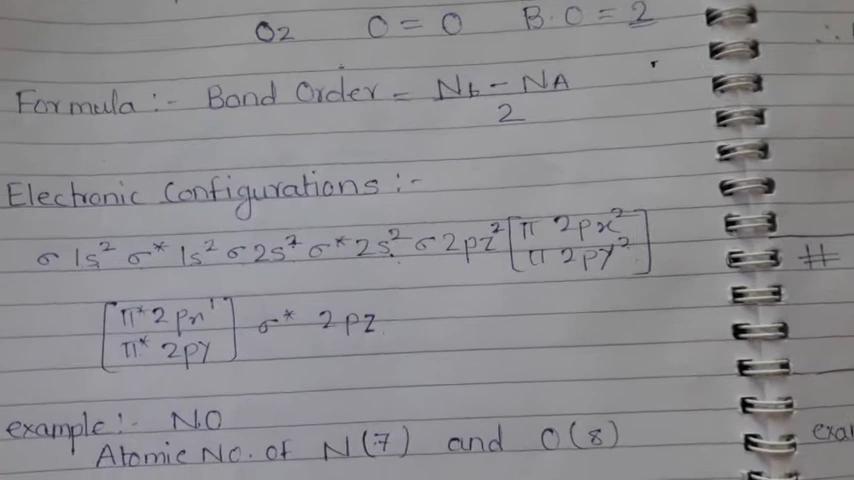 O2 O = O B.O = 2
Formula :- Bond Order = Nb - NA / 2
Electronic Configurations :-
σ 1s² σ* 1s² σ 2s² σ* 2s² σ 2pz² [π 2px² π 2py²]
[π* 2px¹ π* 2py] σ* 2pz
example :- NO
Atomic No. of N(7) and O(8)
#
exa